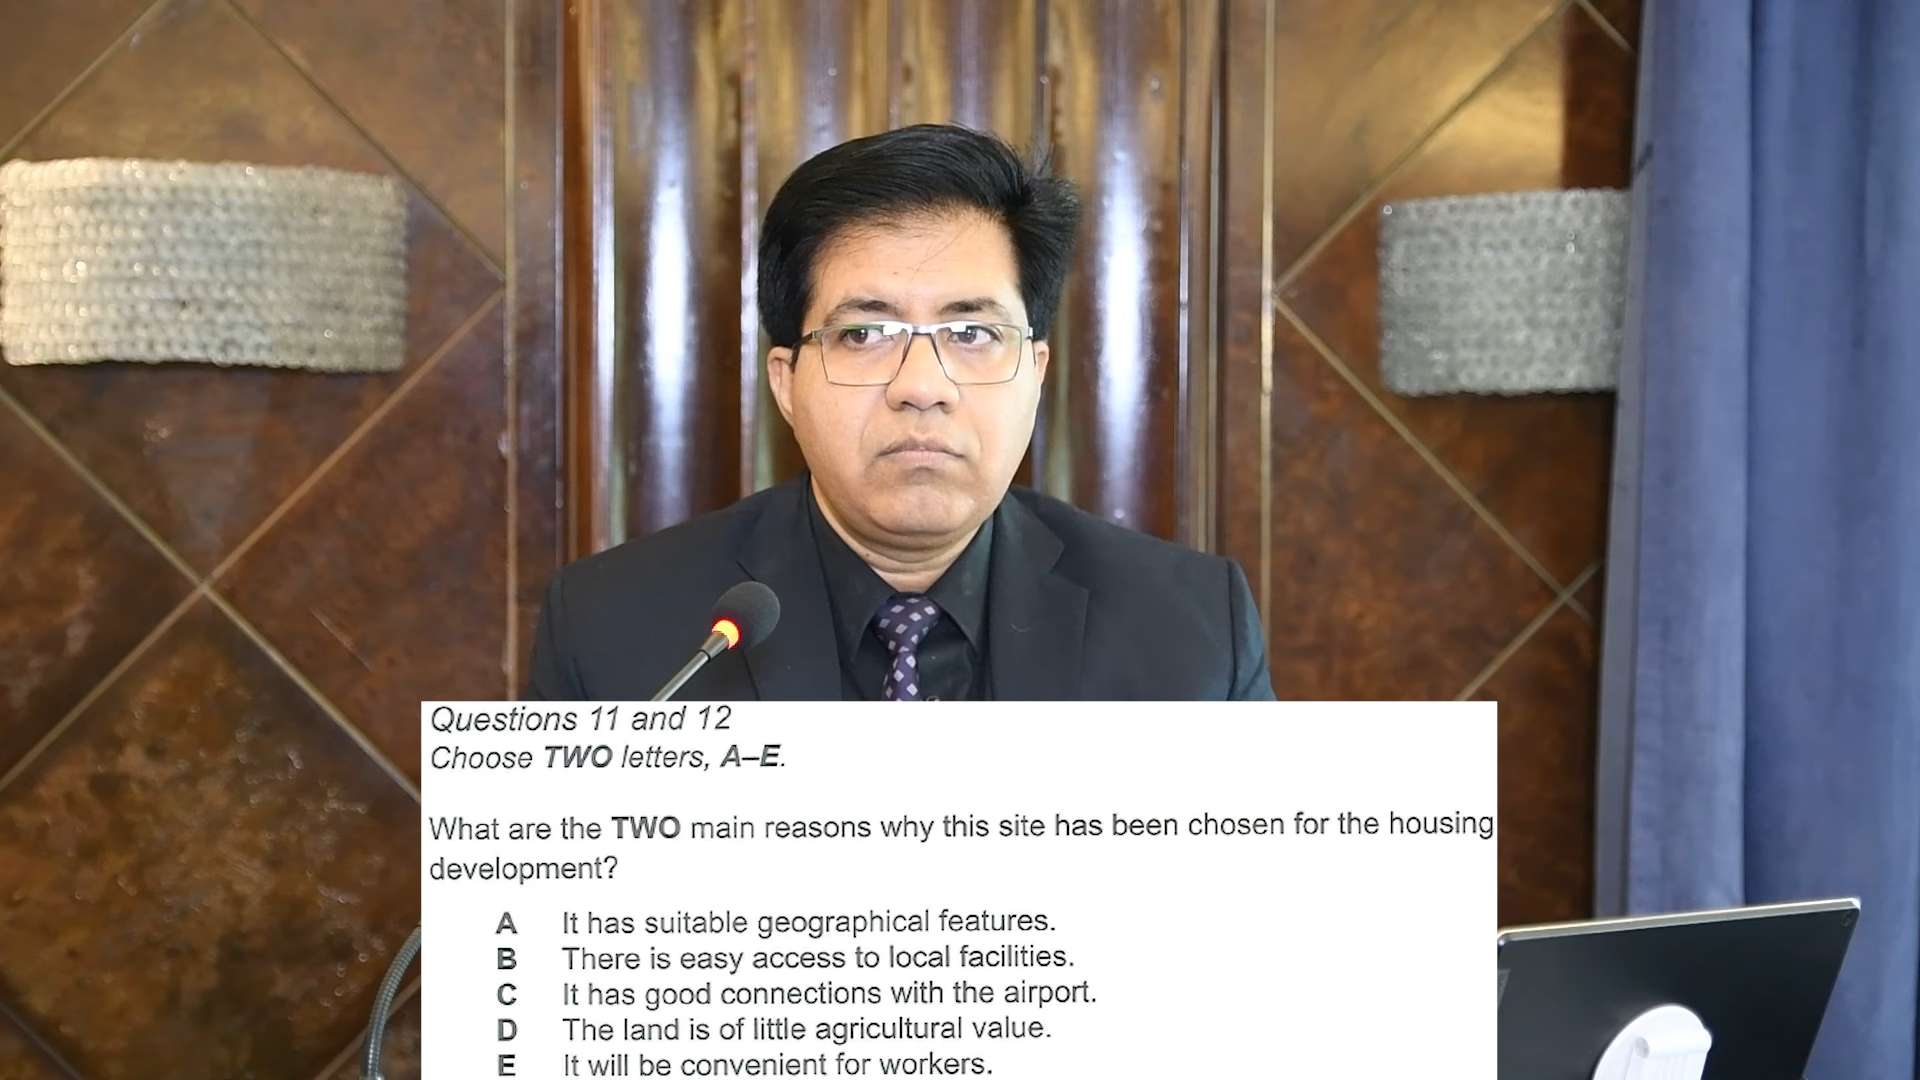 Questions 11 and 12
Choose TWO letters, A–E.
What are the TWO main reasons why this site has been chosen for the housing
development?
A It has suitable geographical features.
B There is easy access to local facilities.
C It has good connections with the airport.
D The land is of little agricultural value.
E It will be convenient for workers.